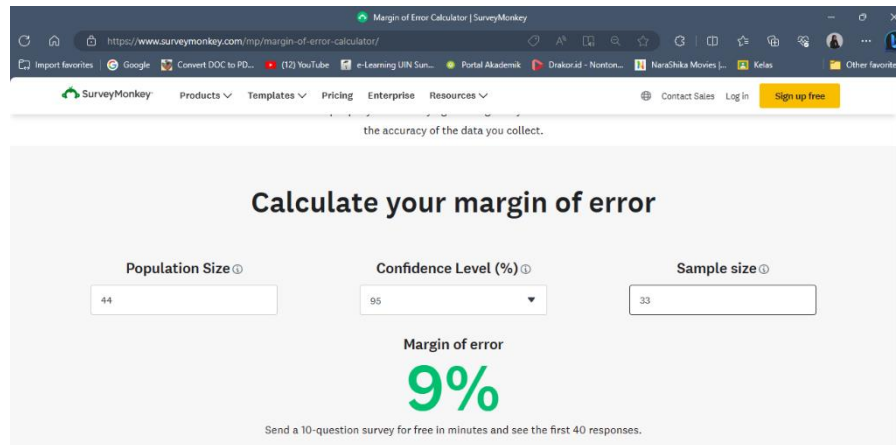 Margin of Error Calculator | SurveyMonkey
https://www.surveymonkey.com/mp/margin-of-error-calculator/
Import favorites Google Convert DOC to PD... (12) YouTube e-Learning UIN Sun... Portal Akademik Drakor.id - Nonton... NaraShika Movies |... Kelas Other favorite
SurveyMonkey Products Templates Pricing Enterprise Resources Contact Sales Log in Sign up free
the accuracy of the data you collect.
Calculate your margin of error
Population Size Confidence Level (%) Sample size
44 95 33
Margin of error
9%
Send a 10-question survey for free in minutes and see the first 40 responses.